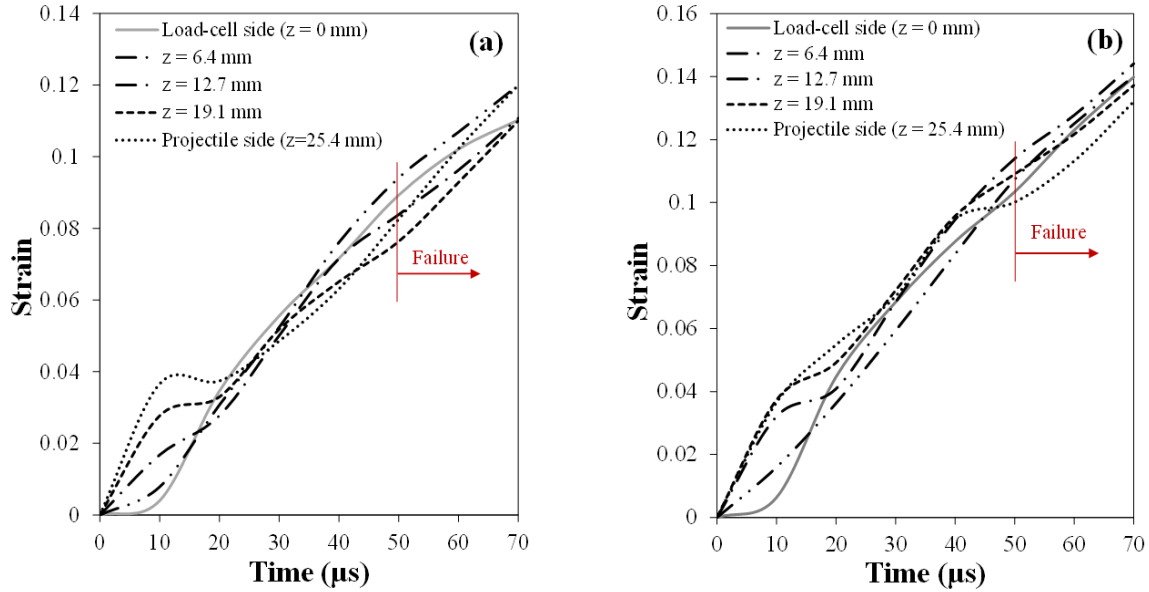 0.14
0.12
0.1
0.08
0.06
0.04
0.02
0
Strain
Load-cell side (z = 0 mm)
z = 6.4 mm
z = 12.7 mm
z = 19.1 mm
Projectile side (z=25.4 mm)
(a)
Failure
0 10 20 30 40 50 60 70
Time (μs)
0.16
0.14
0.12
0.1
0.08
0.06
0.04
0.02
0
Strain
Load-cell side (z = 0 mm)
z = 6.4 mm
z = 12.7 mm
z = 19.1 mm
Projectile side (z = 25.4 mm)
(b)
Failure
0 10 20 30 40 50 60 70
Time (μs)